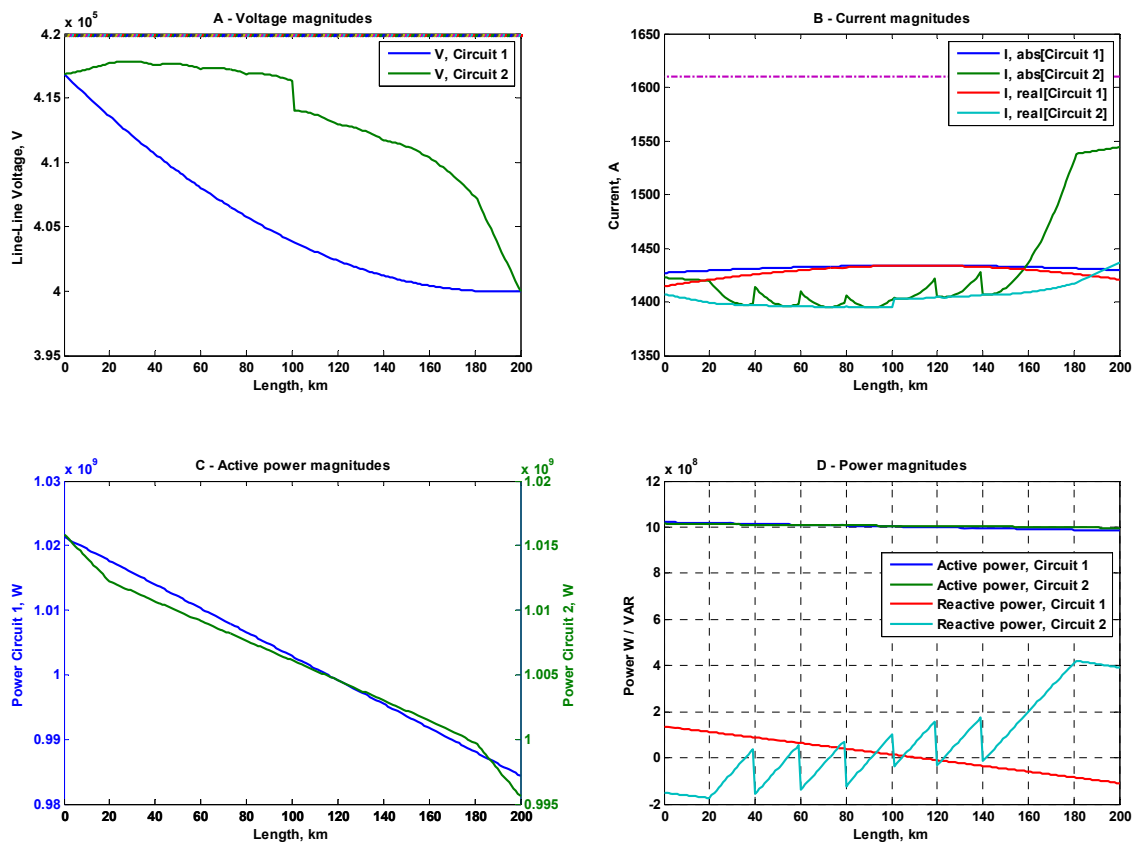 A - Voltage magnitudes
x 10^5
4.2
4.15
4.1
4.05
4
3.95
Line-Line Voltage, V
V, Circuit 1
V, Circuit 2
0 20 40 60 80 100 120 140 160 180 200
Length, km
B - Current magnitudes
1650
1600
1550
1500
1450
1400
1350
Current, A
I, abs[Circuit 1]
I, abs[Circuit 2]
I, real[Circuit 1]
I, real[Circuit 2]
0 20 40 60 80 100 120 140 160 180 200
Length, km
C - Active power magnitudes
x 10^9
1.03
1.02
1.01
1
0.99
0.98
Power Circuit 1, W
x 10^9
1.02
1.015
1.01
1.005
1
0.995
Power Circuit 2, W
0 20 40 60 80 100 120 140 160 180 200
Length, km
D - Power magnitudes
x 10^8
12
10
8
6
4
2
0
-2
Power W / VAR
Active power, Circuit 1
Active power, Circuit 2
Reactive power, Circuit 1
Reactive power, Circuit 2
0 20 40 60 80 100 120 140 160 180 200
Length, km